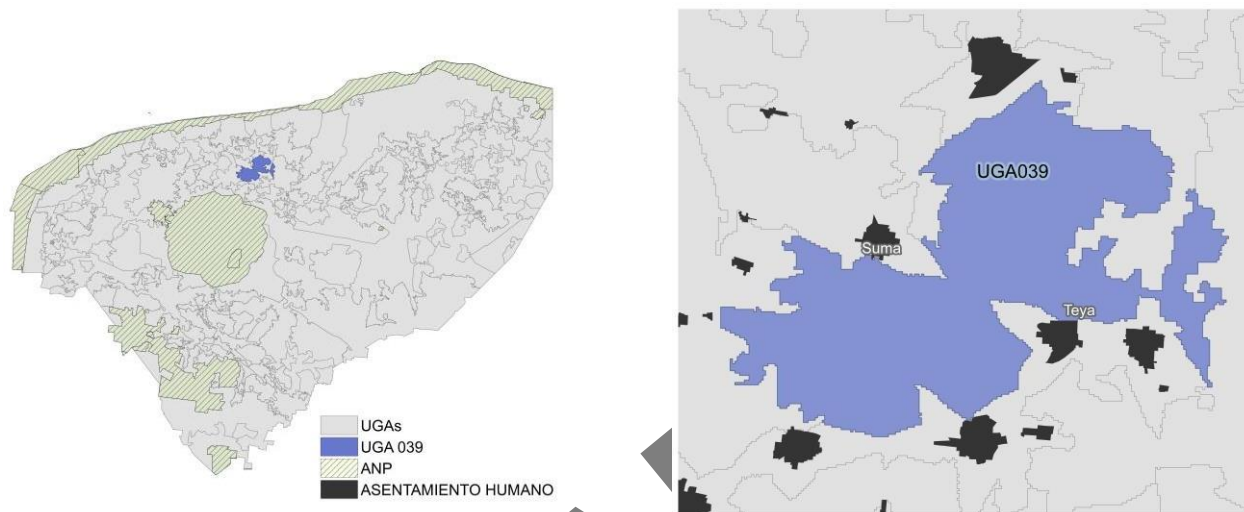 UGAs
UGA 039
ANP
ASENTAMIENTO HUMANO
UGA039
Suma
Teya